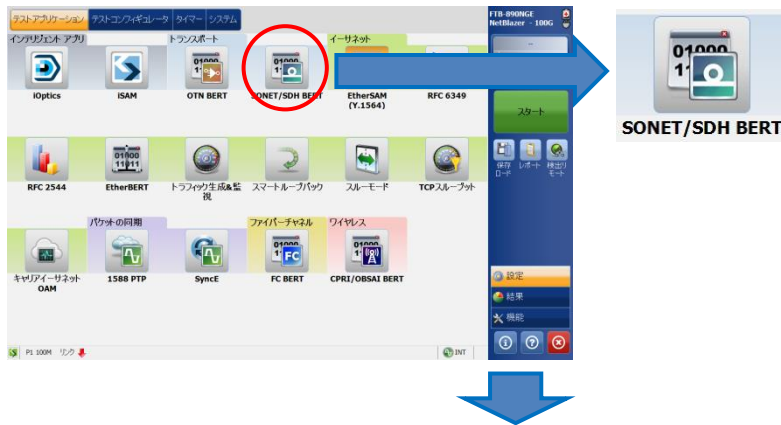 テストアプリケーション テストコンフィギュレータ タイマー システム
FTB-890NGE
NetBlazer - 100G
インテリジェント アプリ トランスポート イーサネット
iOptics iSAM OTN BERT SONET/SDH BERT EtherSAM
(Y.1564) RFC 6349
スタート
SONET/SDH BERT
保存
ロード レポート 検出リ
モート
RFC 2544 EtherBERT トラフィック生成&監
視 スマートループバック スルーモード TCPスループット
パケットの同期 ファイバーチャネル ワイヤレス
キャリアイーサネット
OAM 1588 PTP SyncE FC BERT CPRI/OBSAI BERT
設定
結果
機能
P1 100M リンク INT